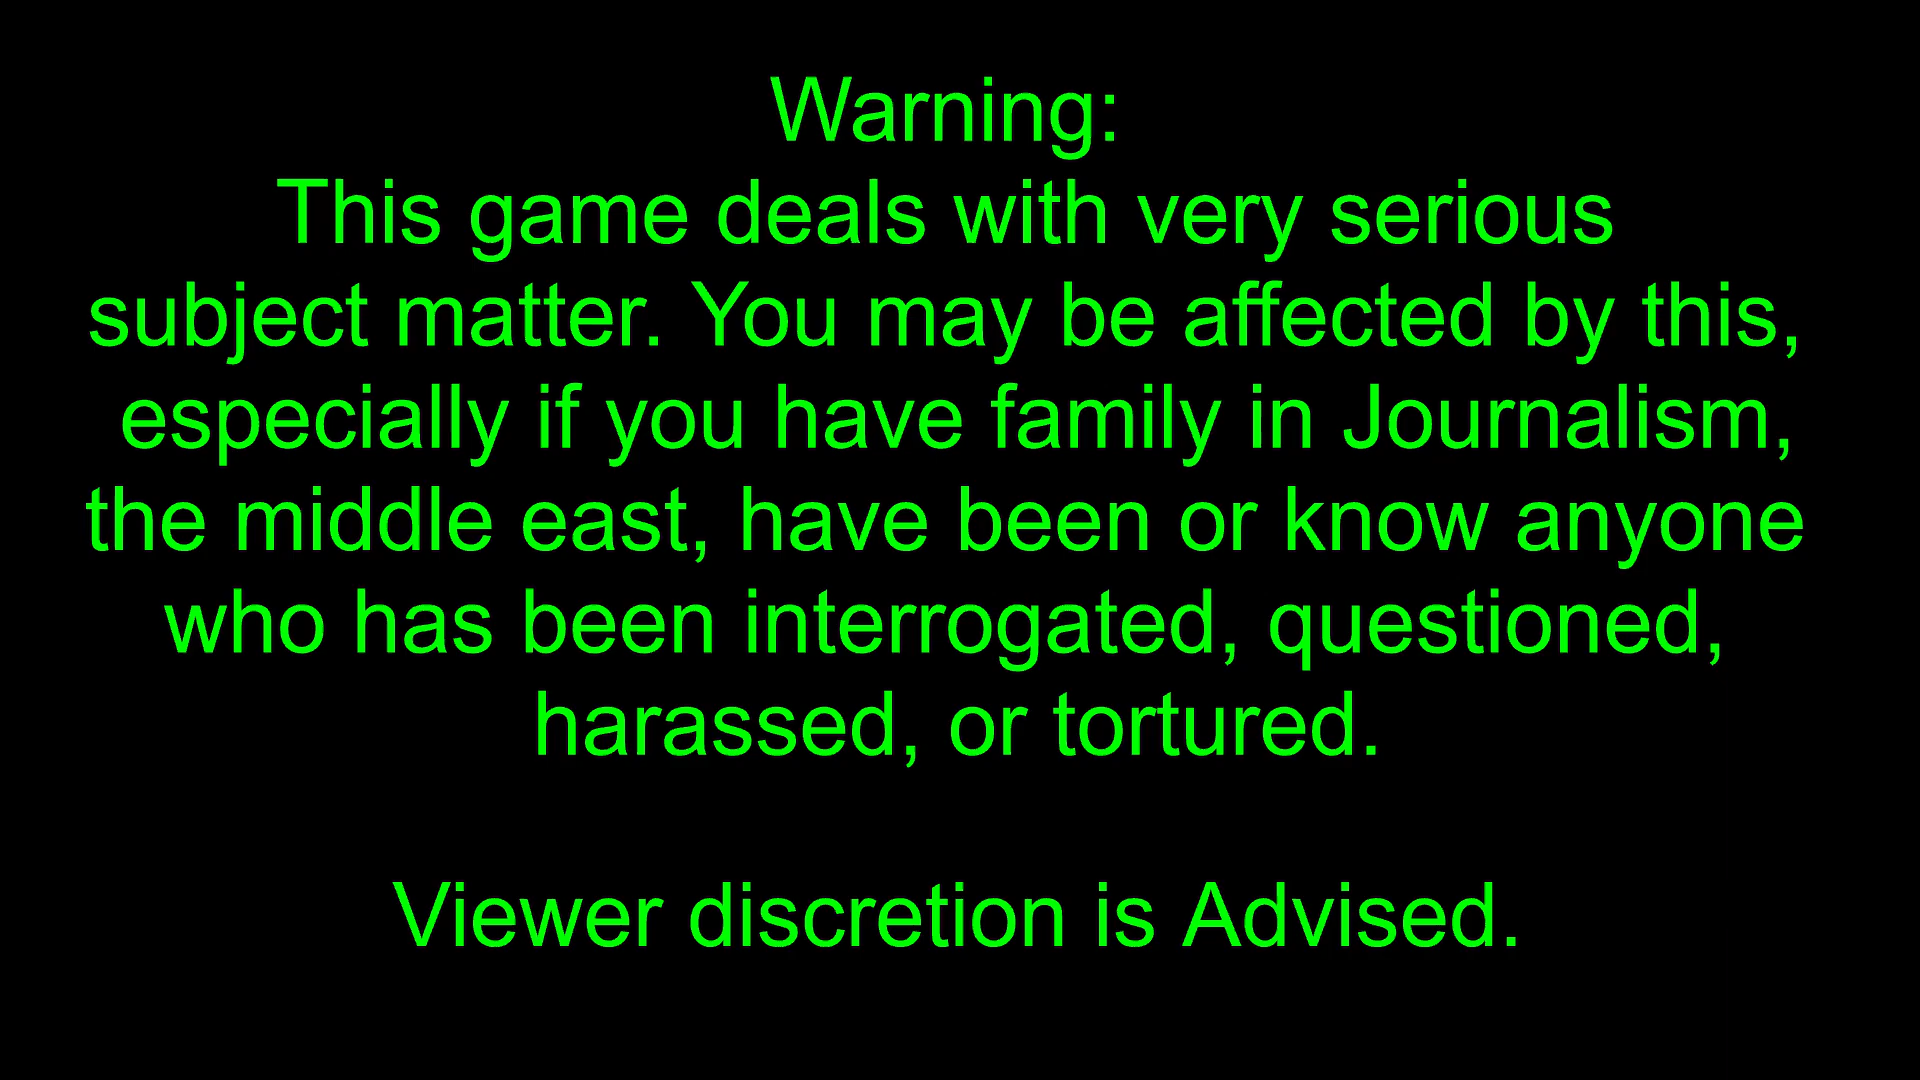 Warning:
This game deals with very serious
subject matter. You may be affected by this,
especially if you have family in Journalism,
the middle east, have been or know anyone
who has been interrogated, questioned,
harassed, or tortured.
Viewer discretion is Advised.